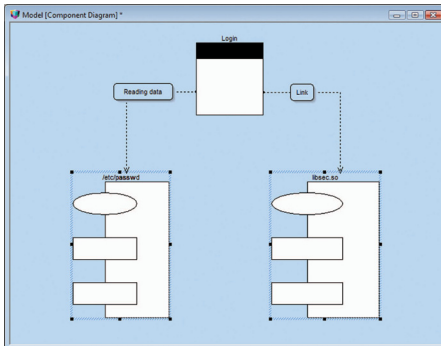 Model [Component Diagram] *
Login
Reading data
Link
/etc/passwd
libsec.so